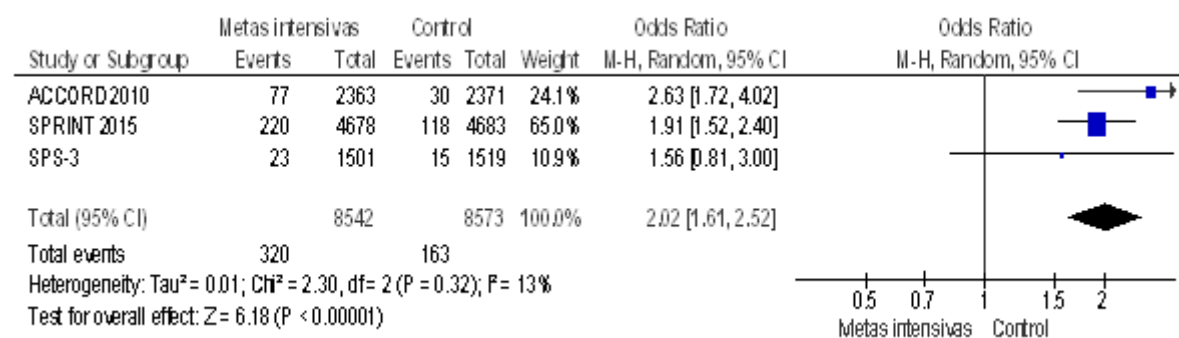 Metas intensivas Control Odds Ratio Odds Ratio
Study or Subgroup Events Total Events Total Weight M-H, Random, 95% CI M-H, Random, 95% CI
ACCORD 2010 77 2363 30 2371 24.1% 2.63 [1.72, 4.02]
SPRINT 2015 220 4678 118 4683 65.0% 1.91 [1.52, 2.40]
SPS-3 23 1501 15 1519 10.9% 1.56 [0.81, 3.00]
Total (95% CI) 8542 8573 100.0% 2.02 [1.61, 2.52]
Total events 320 163
Heterogeneity: Tau² = 0.01; Chi² = 2.30, df = 2 (P = 0.32); I² = 13%
Test for overall effect: Z = 6.18 (P < 0.00001)
0.5 0.7 1 1.5 2
Metas intensivas Control